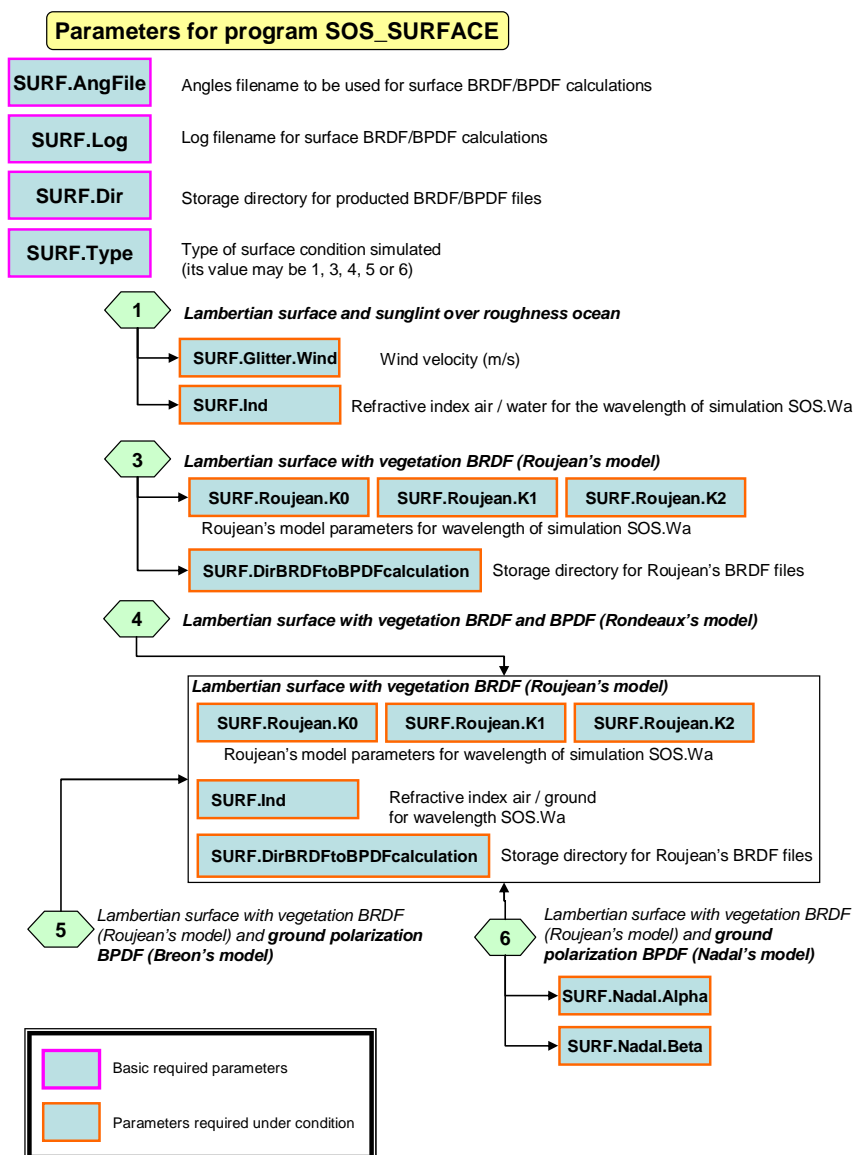 Parameters for program SOS_SURFACE
SURF.AngFile
Angles filename to be used for surface BRDF/BPDF calculations
SURF.Log
Log filename for surface BRDF/BPDF calculations
SURF.Dir
Storage directory for producted BRDF/BPDF files
SURF.Type
Type of surface condition simulated
(its value may be 1, 3, 4, 5 or 6)
1
Lambertian surface and sunglint over roughness ocean
SURF.Glitter.Wind
Wind velocity (m/s)
SURF.Ind
Refractive index air / water for the wavelength of simulation SOS.Wa
3
Lambertian surface with vegetation BRDF (Roujean's model)
SURF.Roujean.K0
SURF.Roujean.K1
SURF.Roujean.K2
Roujean's model parameters for wavelength of simulation SOS.Wa
SURF.DirBRDFtoBPDFcalculation
Storage directory for Roujean's BRDF files
4
Lambertian surface with vegetation BRDF and BPDF (Rondeaux's model)
Lambertian surface with vegetation BRDF (Roujean's model)
SURF.Roujean.K0
SURF.Roujean.K1
SURF.Roujean.K2
Roujean's model parameters for wavelength of simulation SOS.Wa
SURF.Ind
Refractive index air / ground
for wavelength SOS.Wa
SURF.DirBRDFtoBPDFcalculation
Storage directory for Roujean's BRDF files
5
Lambertian surface with vegetation BRDF
(Roujean's model) and ground polarization
BPDF (Breon's model)
6
Lambertian surface with vegetation BRDF
(Roujean's model) and ground
polarization BPDF (Nadal's model)
SURF.Nadal.Alpha
SURF.Nadal.Beta
Basic required parameters
Parameters required under condition